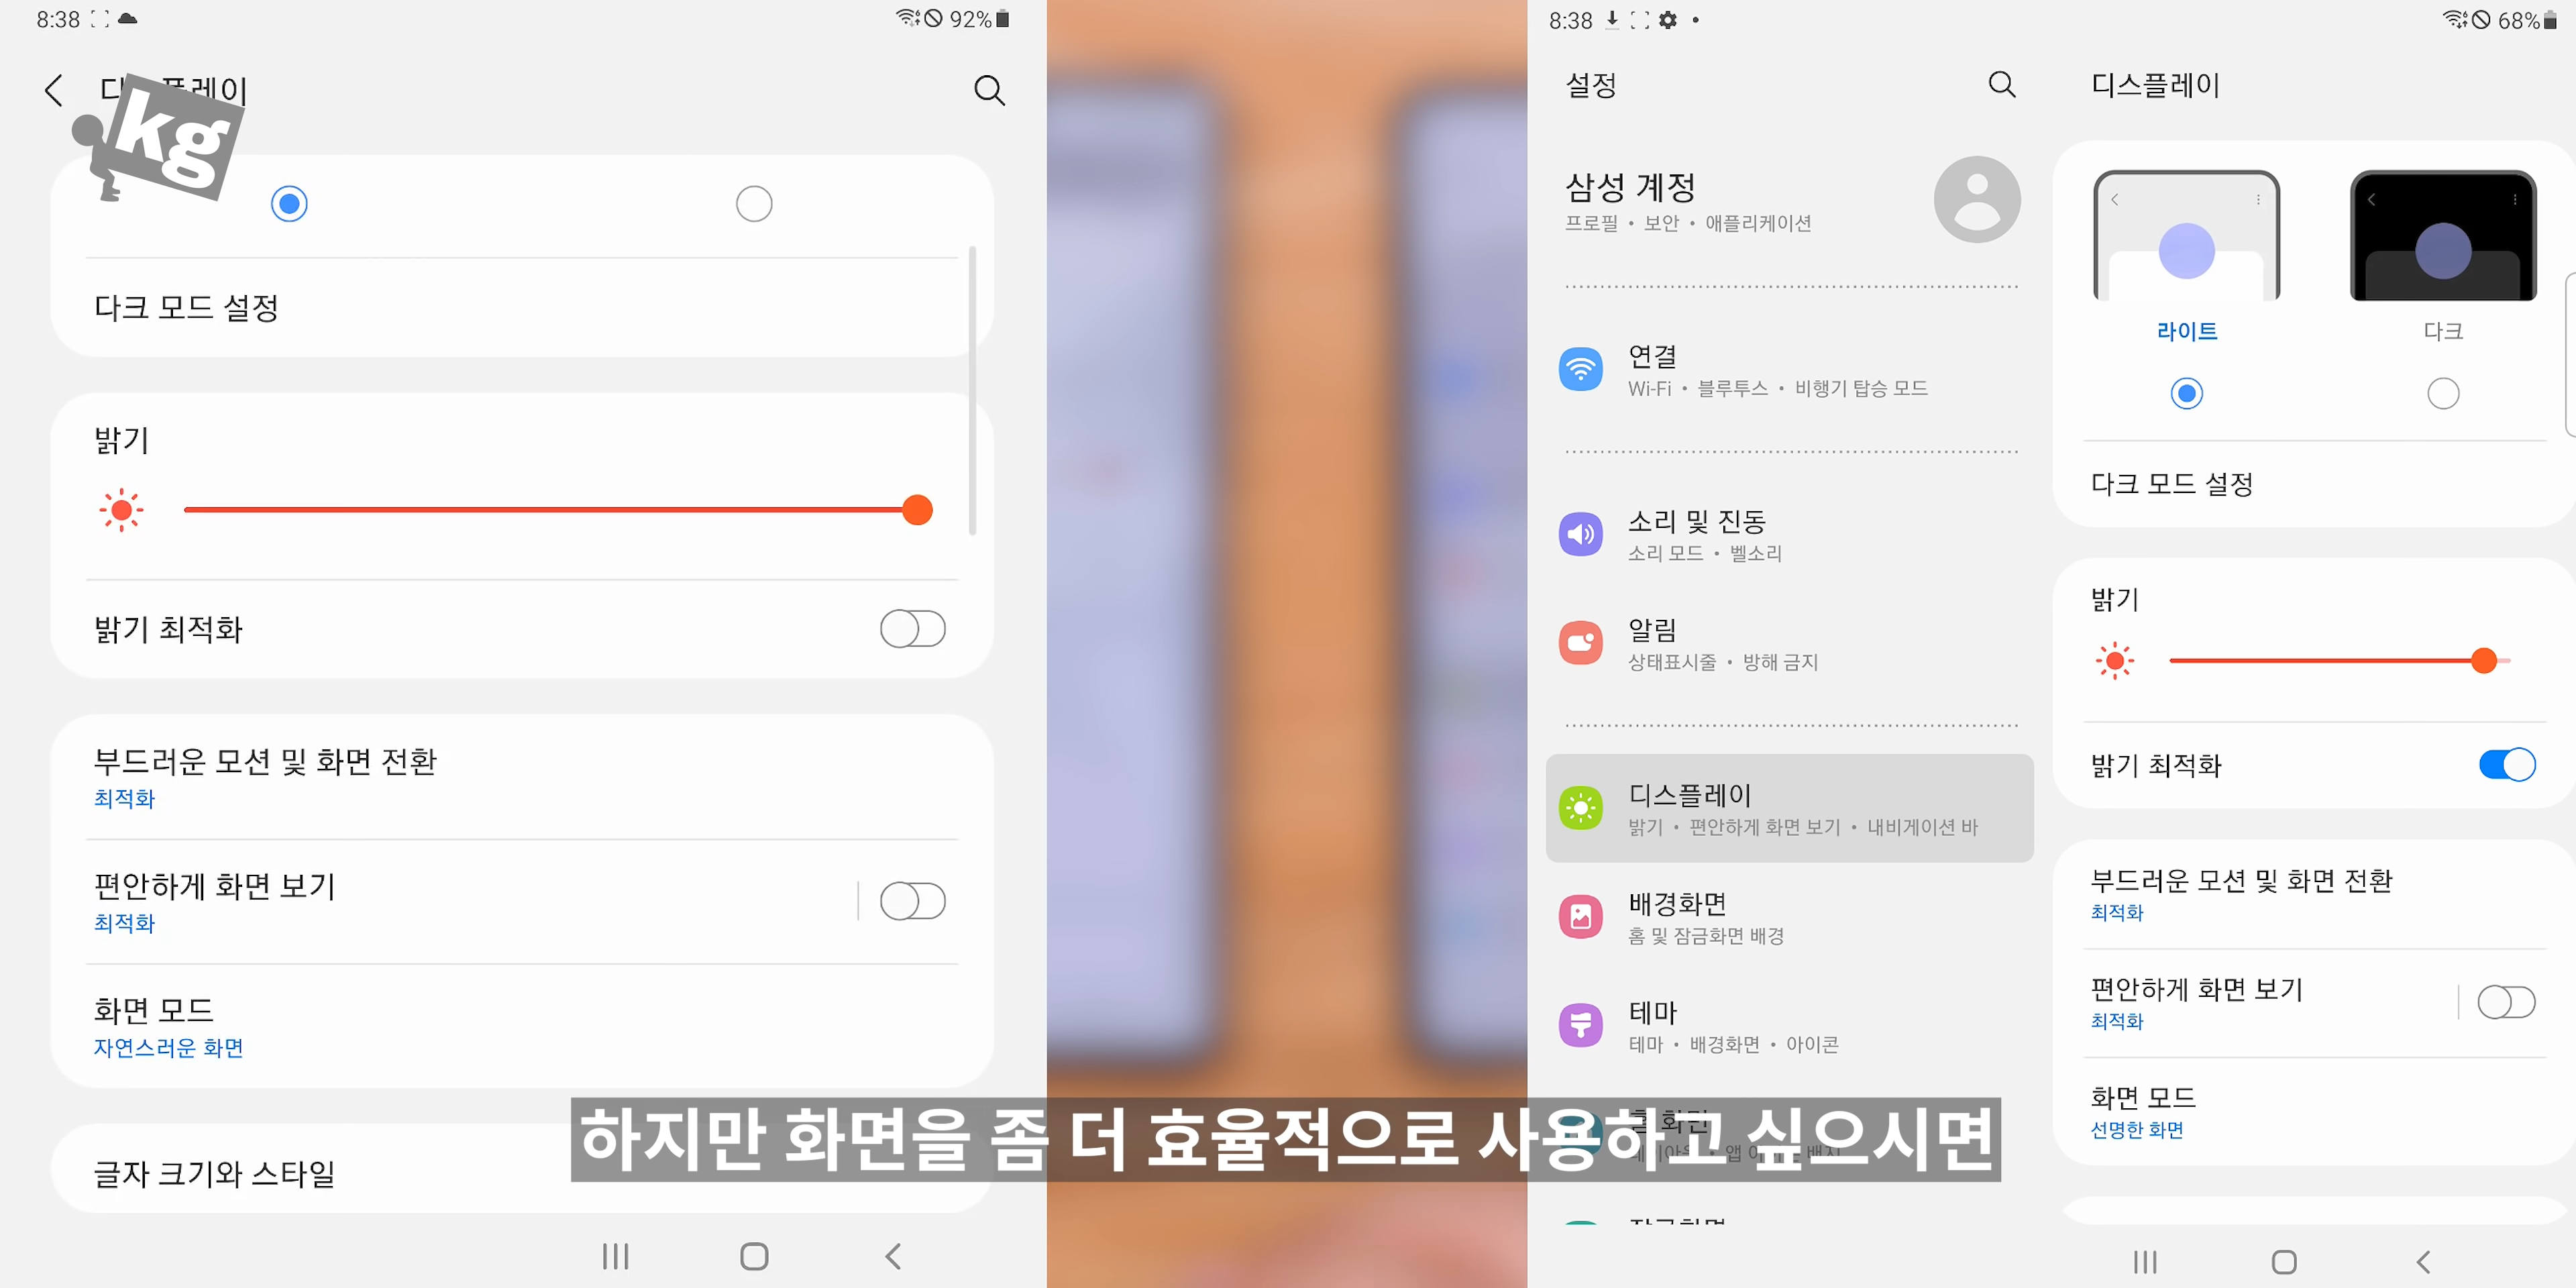 8:38
92%
디스플레이
kg
다크 모드 설정
밝기
밝기 최적화
부드러운 모션 및 화면 전환
최적화
편안하게 화면 보기
최적화
화면 모드
자연스러운 화면
글자 크기와 스타일
8:38
68%
설정
삼성 계정
프로필 • 보안 • 애플리케이션
연결
Wi-Fi • 블루투스 • 비행기 탑승 모드
소리 및 진동
소리 모드 • 벨소리
알림
상태표시줄 • 방해 금지
디스플레이
밝기 • 편안하게 화면 보기 • 내비게이션 바
배경화면
홈 및 잠금화면 배경
테마
테마 • 배경화면 • 아이콘
홈 화면
잠금화면
디스플레이
라이트
다크
다크 모드 설정
밝기
밝기 최적화
부드러운 모션 및 화면 전환
최적화
편안하게 화면 보기
최적화
화면 모드
선명한 화면
하지만 화면을 좀 더 효율적으로 사용하고 싶으시면